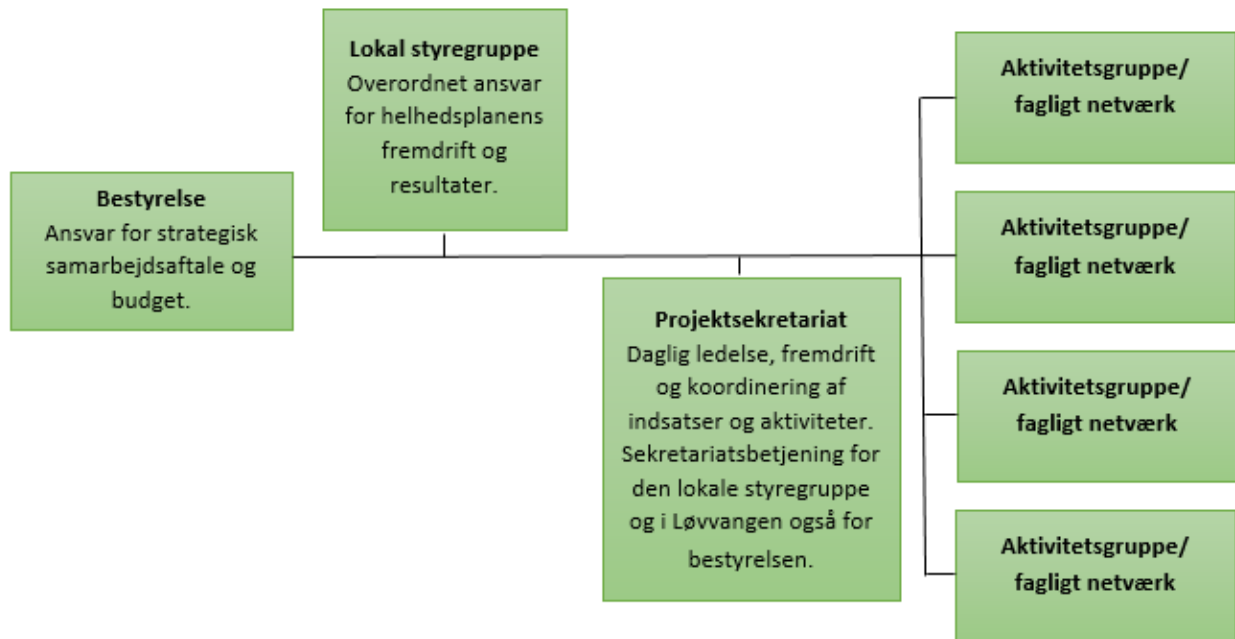 Bestyrelse
Ansvar for strategisk
samarbejdsaftale og
budget.
Lokal styregruppe
Overordnet ansvar
for helhedsplanens
fremdrift og
resultater.
Projektsekretariat
Daglig ledelse, fremdrift
og koordinering af
indsatser og aktiviteter.
Sekretariatsbetjening for
den lokale styregruppe
og i Løvvangen også for
bestyrelsen.
Aktivitetsgruppe/
fagligt netværk
Aktivitetsgruppe/
fagligt netværk
Aktivitetsgruppe/
fagligt netværk
Aktivitetsgruppe/
fagligt netværk